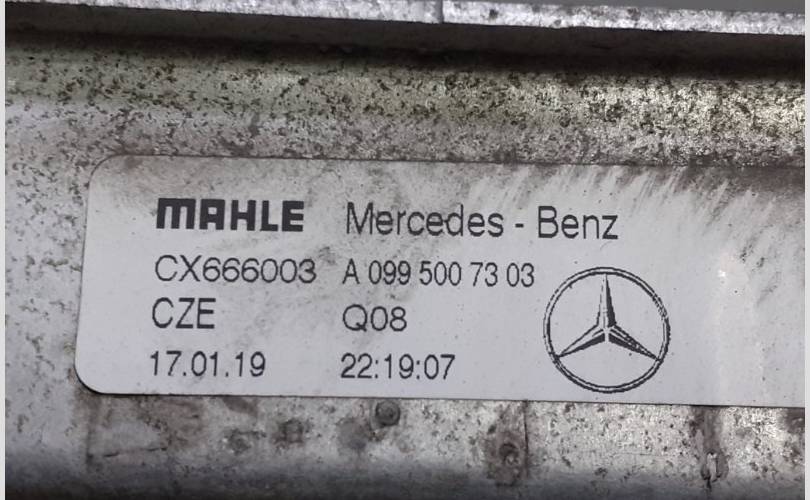 MAHLE Mercedes - Benz
CX666003 A 099 500 73 03
CZE Q08
17.01.19 22:19:07